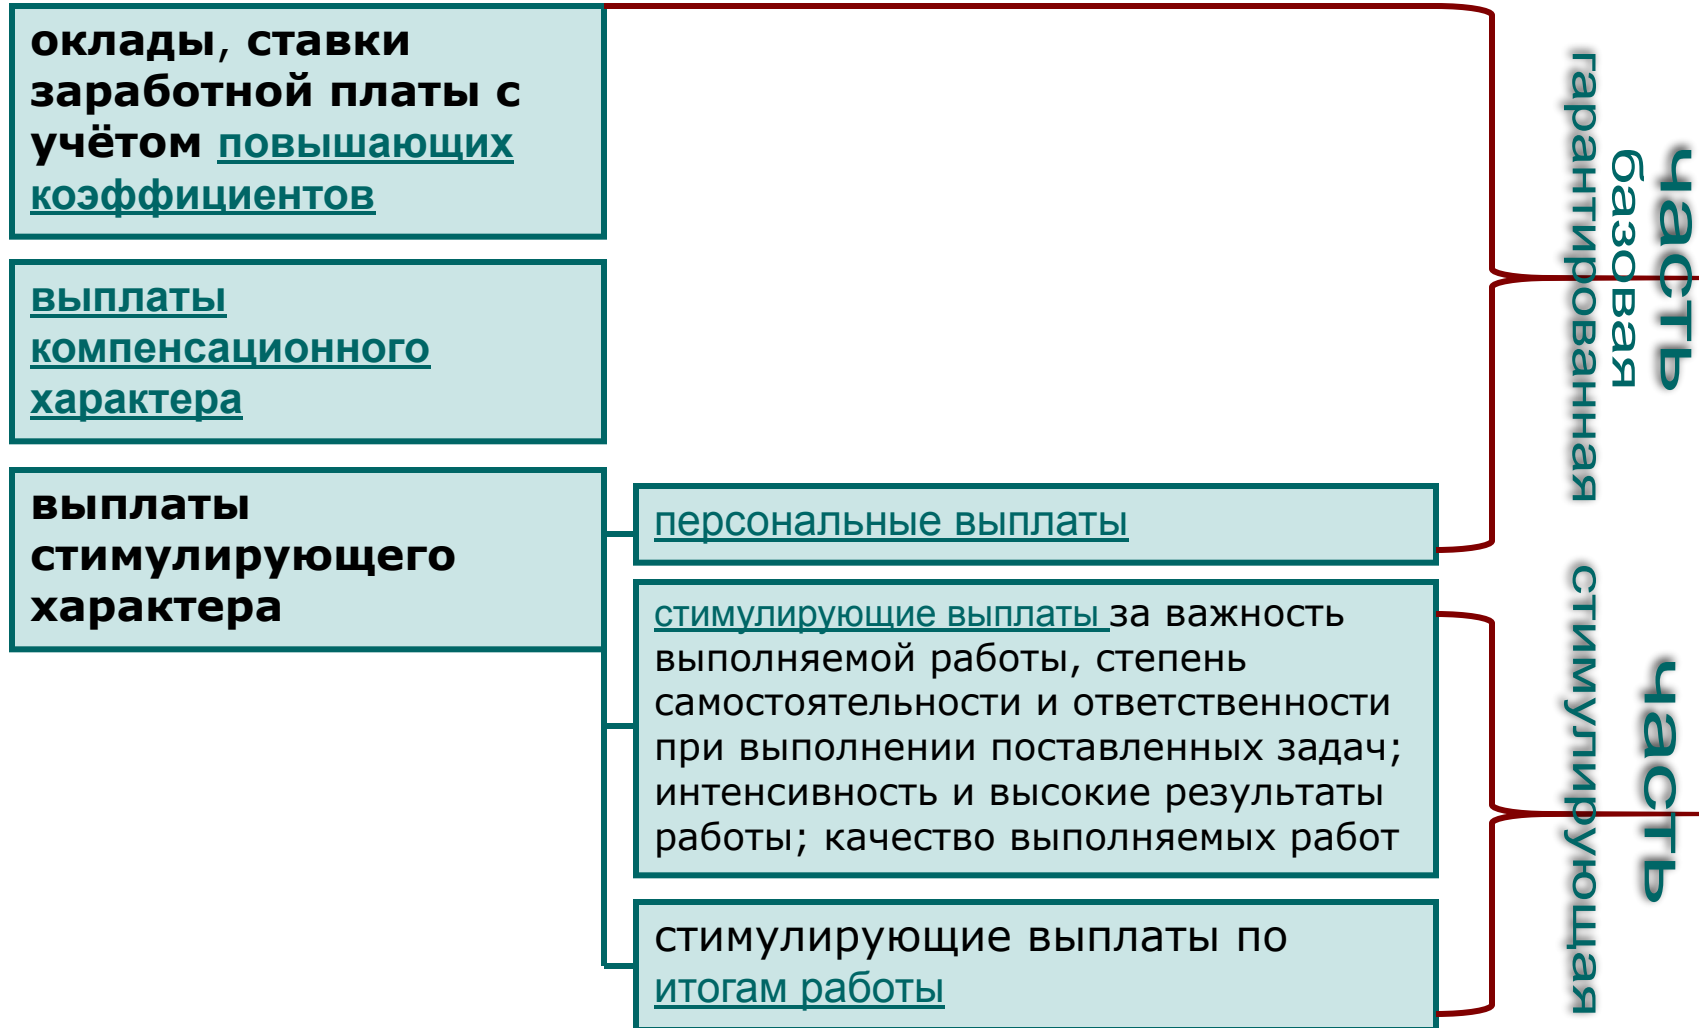 оклады, ставки
заработной платы с
учётом повышающих
коэффициентов
выплаты
компенсационного
характера
выплаты
стимулирующего
характера
персональные выплаты
стимулирующие выплаты за важность
выполняемой работы, степень
самостоятельности и ответственности
при выполнении поставленных задач;
интенсивность и высокие результаты
работы; качество выполняемых работ
стимулирующие выплаты по
итогам работы
гарантированная
базовая
часть
стимулирующая
часть